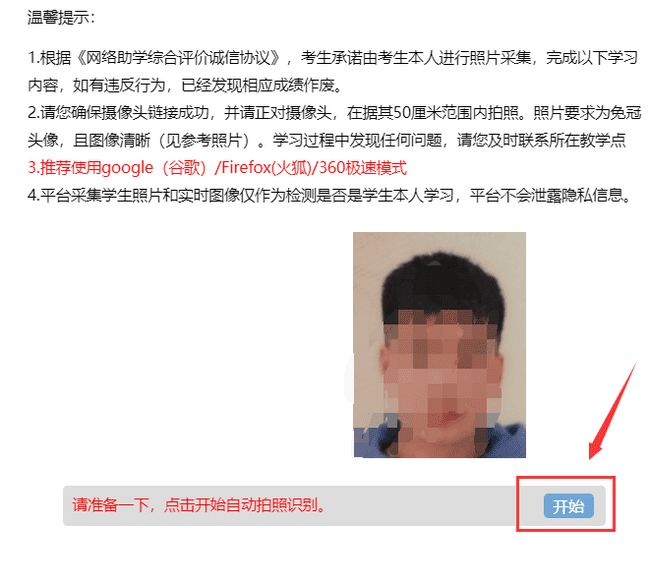 温馨提示：
1.根据《网络助学综合评价诚信协议》，考生承诺由考生本人进行照片采集，完成以下学习
内容，如有违反行为，已经发现相应成绩作废。
2.请您确保摄像头链接成功，并请正对摄像头，在据其50厘米范围内拍照。照片要求为免冠
头像，且图像清晰（见参考照片）。学习过程中发现任何问题，请您及时联系所在教学点
3.推荐使用google（谷歌）/Firefox(火狐)/360极速模式
4.平台采集学生照片和实时图像仅作为检测是否是学生本人学习，平台不会泄露隐私信息。
请准备一下，点击开始自动拍照识别。
开始